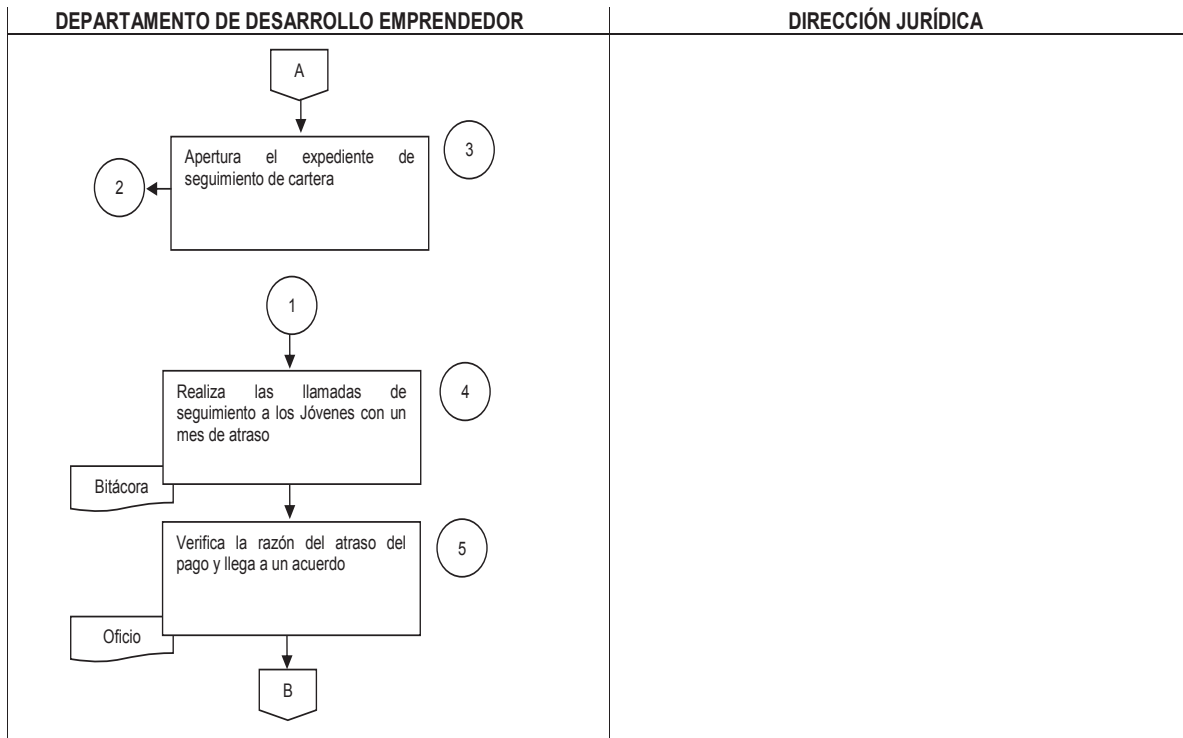 DEPARTAMENTO DE DESARROLLO EMPRENDEDOR
DIRECCIÓN JURÍDICA
A
3
Apertura el expediente de
seguimiento de cartera
2
1
Realiza las llamadas de
seguimiento a los Jóvenes con un
mes de atraso
4
Bitácora
Verifica la razón del atraso del
pago y llega a un acuerdo
5
Oficio
B